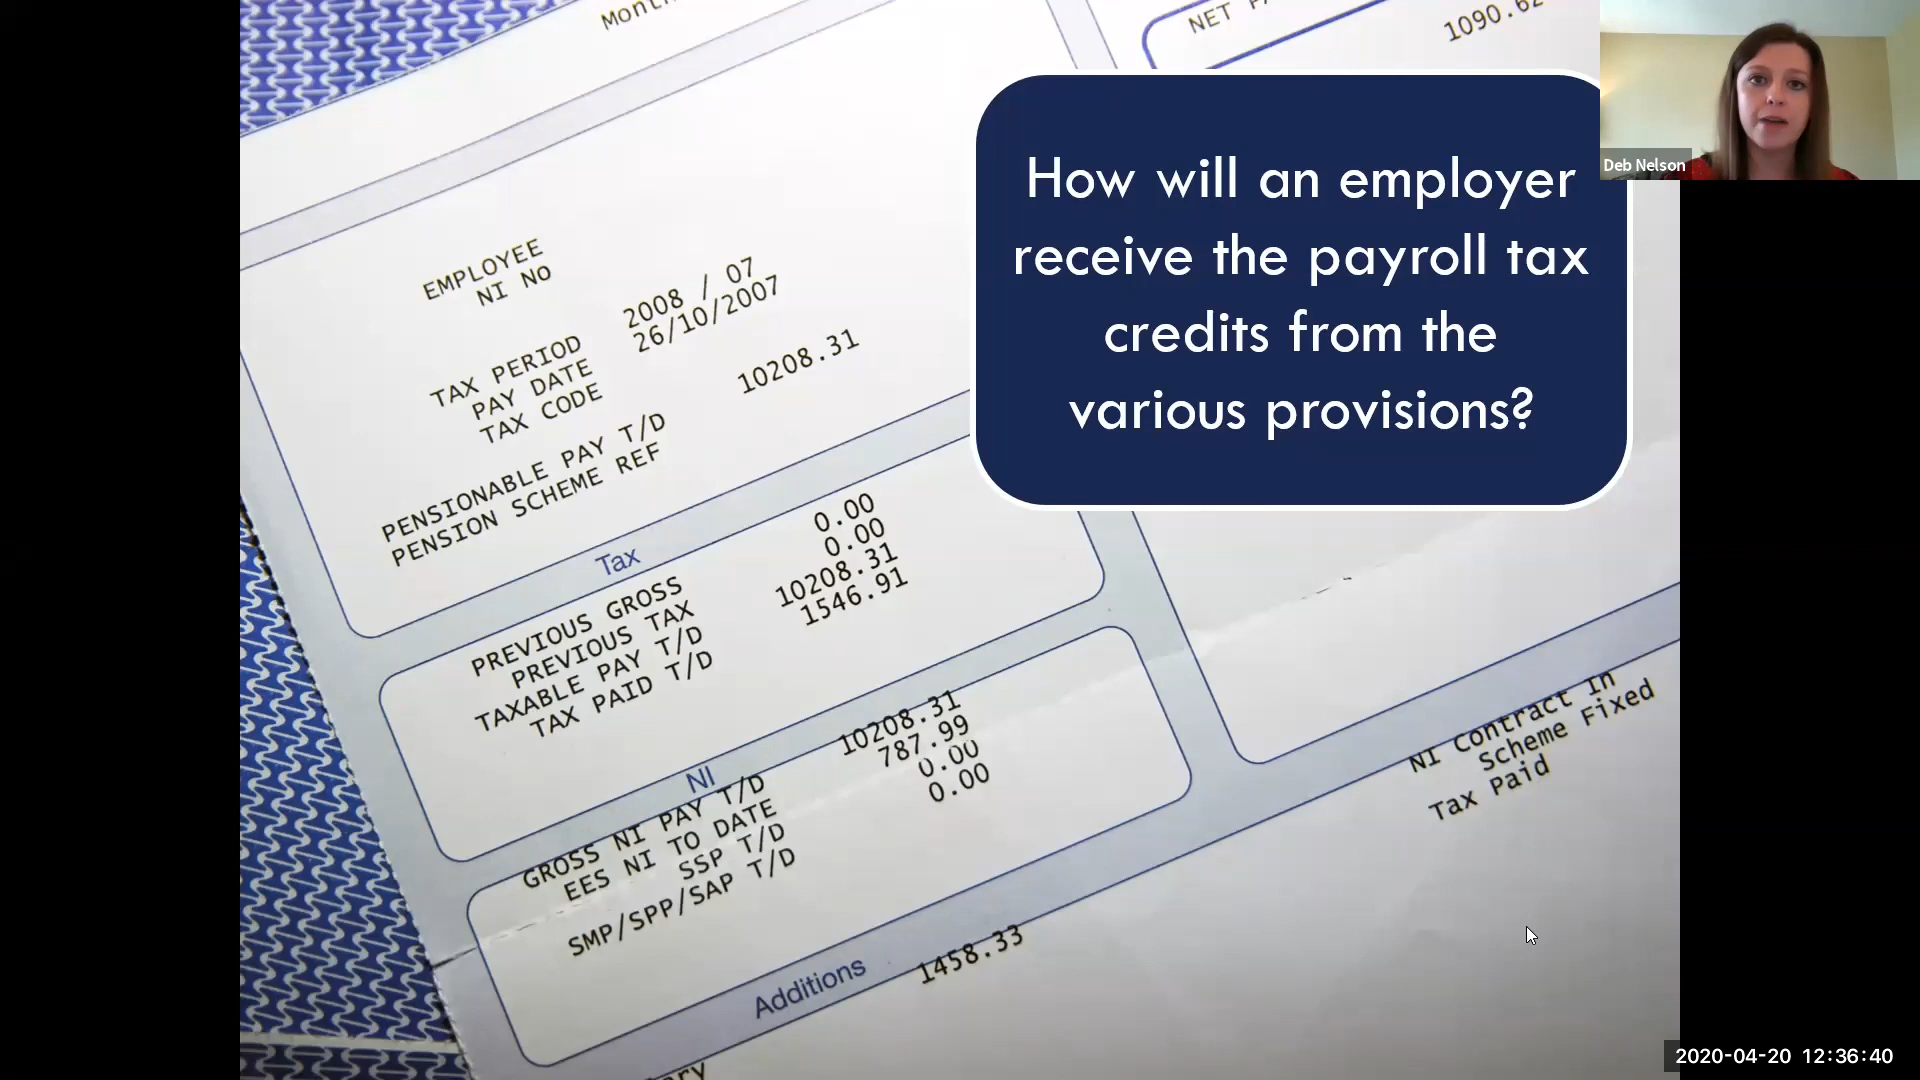 Month
NET
1090.62
Deb Nelson
How will an employer
receive the payroll tax
credits from the
various provisions?
EMPLOYEE
NI NO
TAX PERIOD 2008 / 07
PAY DATE 26/10/2007
TAX CODE
PENSIONABLE PAY T/D 10208.31
PENSION SCHEME REF
Tax
PREVIOUS GROSS 0.00
PREVIOUS TAX 0.00
TAXABLE PAY T/D 10208.31
TAX PAID T/D 1546.91
NI
GROSS NI PAY T/D 10208.31
EES NI TO DATE 787.99
SSP T/D 0.00
SMP/SPP/SAP T/D 0.00
NI Contract In
Scheme Fixed
Tax Paid
Additions
1458.33
2020-04-20 12:36:40